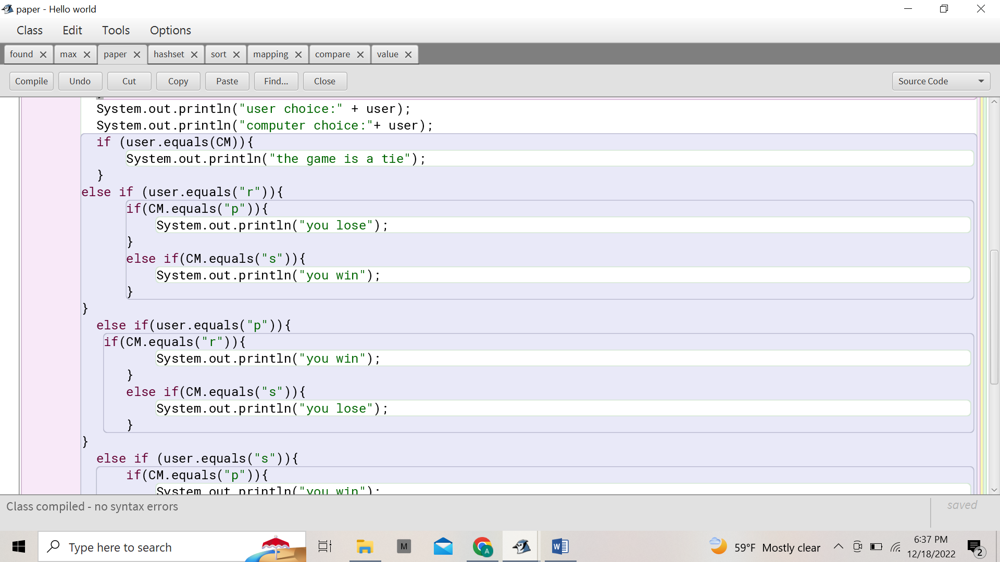 paper - Hello world
Class Edit Tools Options
found max paper hashset sort mapping compare value
Compile Undo Cut Copy Paste Find... Close Source Code
System.out.println("user choice:" + user);
System.out.println("computer choice:"+ user);
if (user.equals(CM)){
System.out.println("the game is a tie");
}
else if (user.equals("r")){
if(CM.equals("p")){
System.out.println("you lose");
}
else if(CM.equals("s")){
System.out.println("you win");
}
}
else if(user.equals("p")){
if(CM.equals("r")){
System.out.println("you win");
}
else if(CM.equals("s")){
System.out.println("you lose");
}
}
else if (user.equals("s")){
if(CM.equals("p")){
System.out.println("you win");
Class compiled - no syntax errors
saved
Type here to search
M
A
W
59°F Mostly clear
6:37 PM
12/18/2022
2